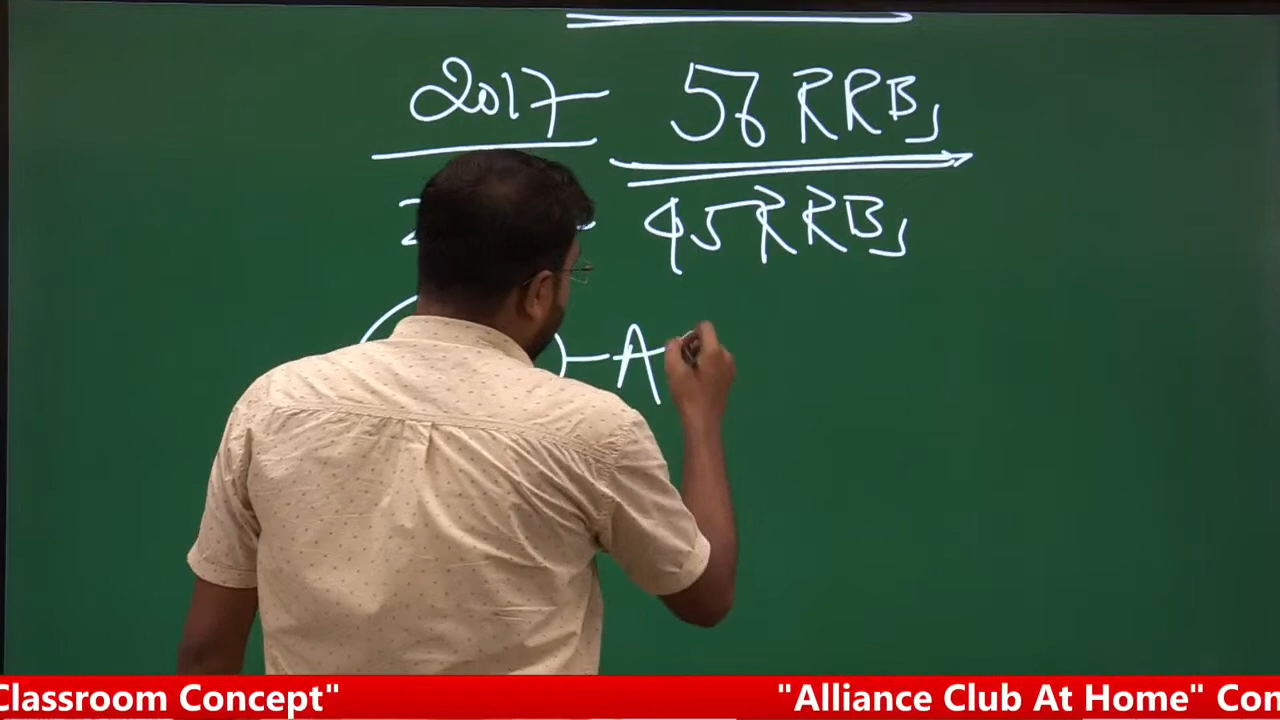 2017 - 56 RRBs
45 RRBs
- A
Classroom Concept" "Alliance Club At Home" Con